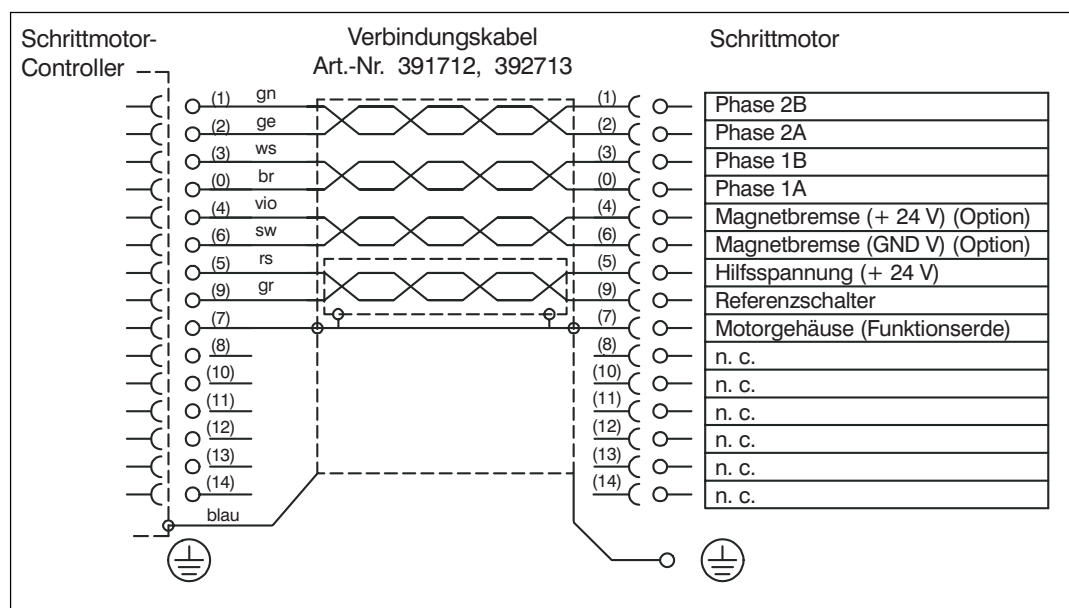 Schrittmotor- Verbindungskabel Schrittmotor
Controller Art.-Nr. 391712, 392713
(1) gn (1) Phase 2B
(2) ge (2) Phase 2A
(3) ws (3) Phase 1B
(0) br (0) Phase 1A
(4) vio (4) Magnetbremse (+ 24 V) (Option)
(6) sw (6) Magnetbremse (GND V) (Option)
(5) rs (5) Hilfsspannung (+ 24 V)
(9) gr (9) Referenzschalter
(7) (7) Motorgehäuse (Funktionserde)
(8) (8) n. c.
(10) (10) n. c.
(11) (11) n. c.
(12) (12) n. c.
(13) (13) n. c.
(14) (14) n. c.
blau